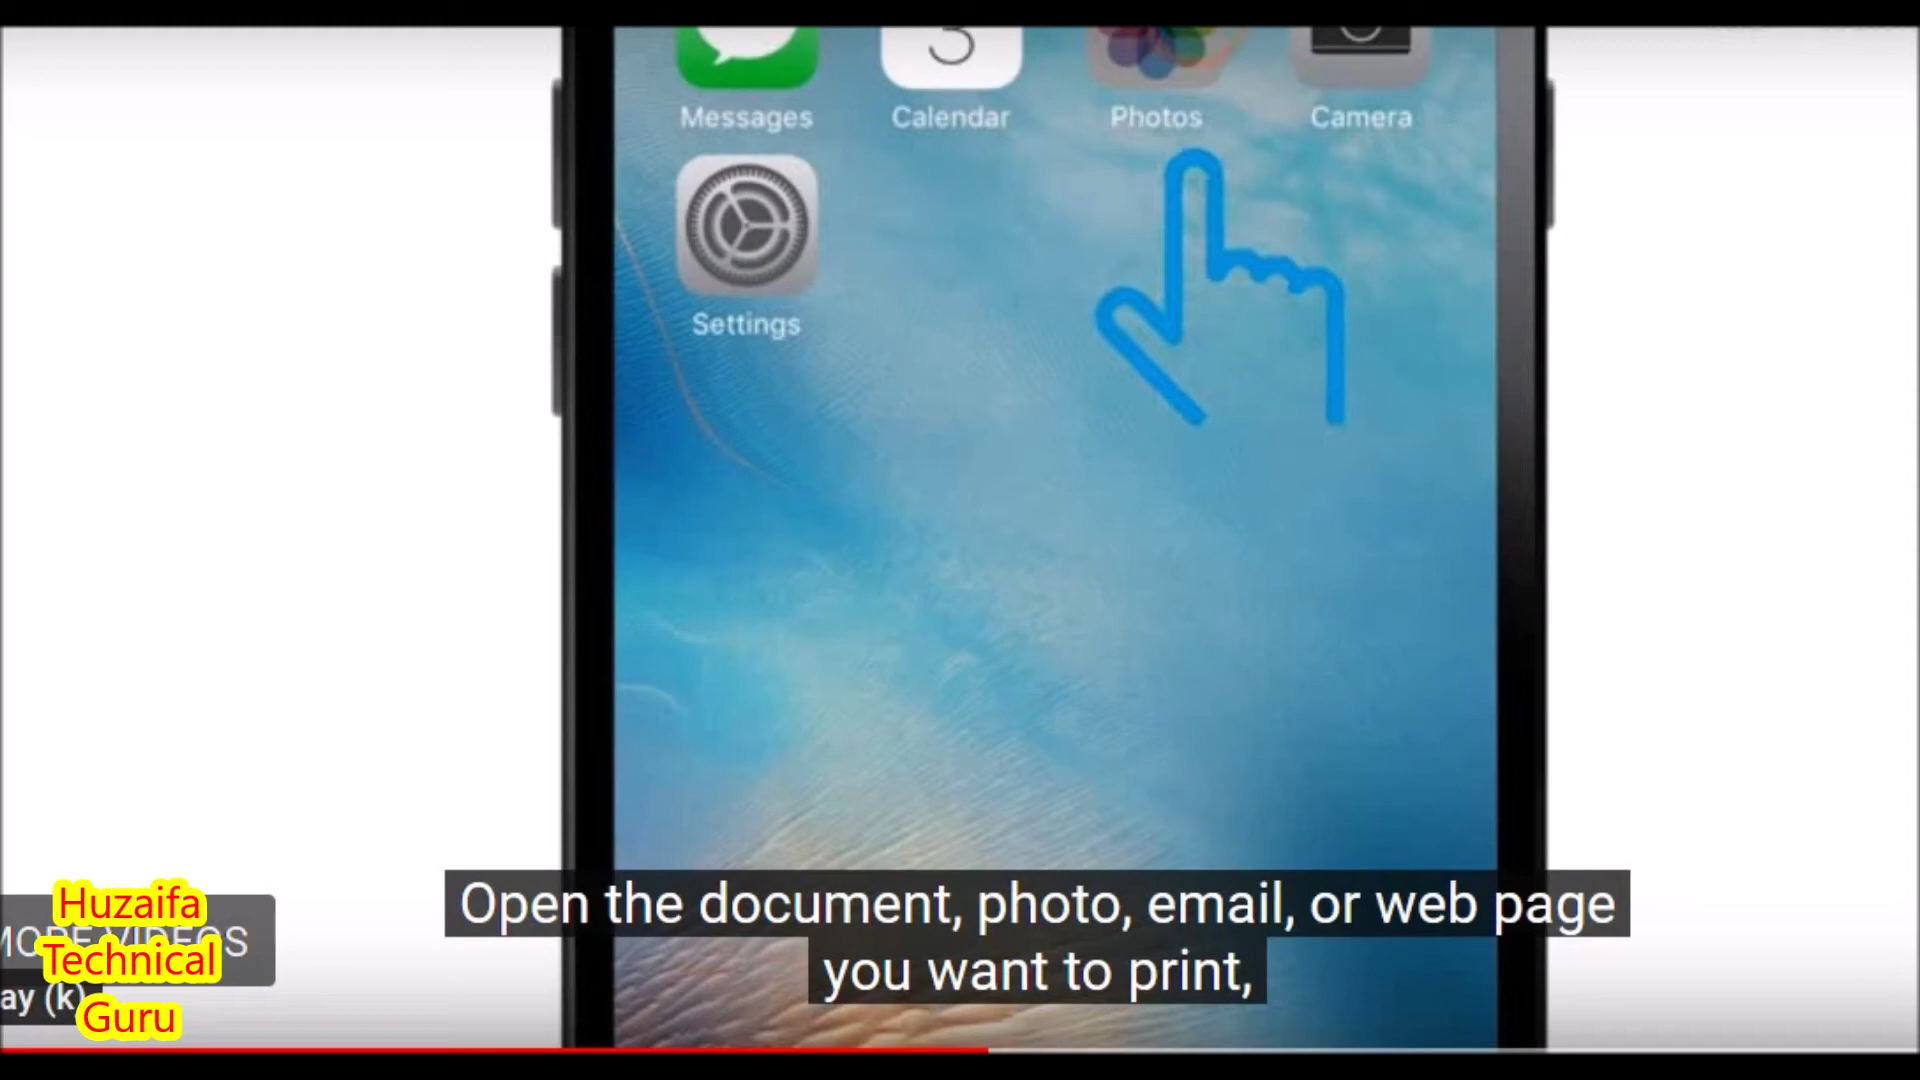 3
Messages
Calendar
Photos
Camera
Settings
Open the document, photo, email, or web page
you want to print,
MORE VIDEOS
ay (k)
Huzaifa
Technical
Guru